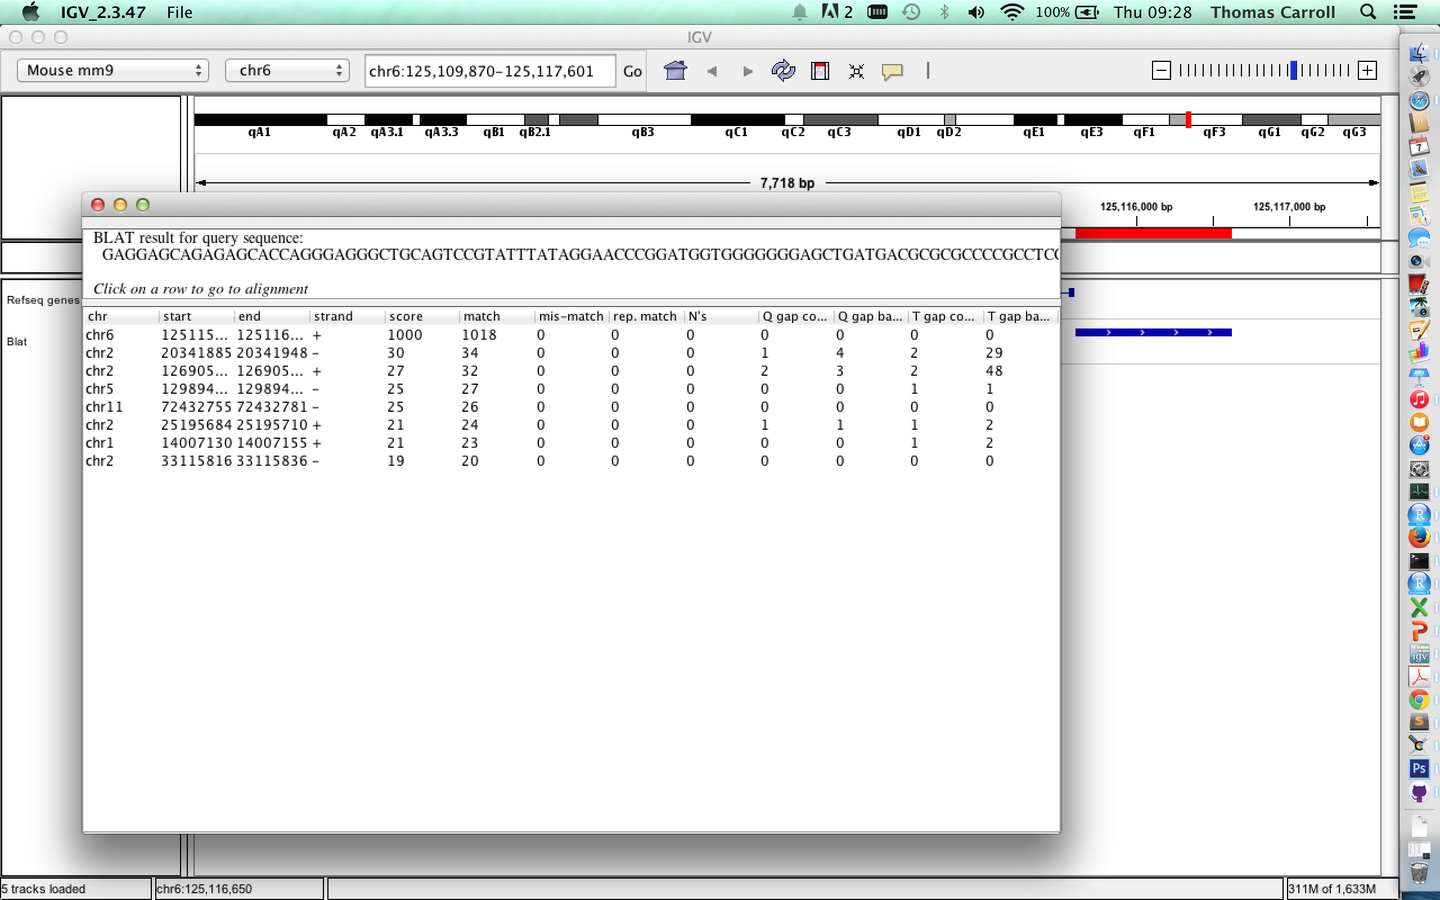 IGV_2.3.47 File 2 100% Thu 09:28 Thomas Carroll
IGV
Mouse mm9 chr6 chr6:125,109,870-125,117,601 Go
qA1 qA2 qA3.1 qA3.3 qB1 qB2.1 qB3 qC1 qC2 qC3 qD1 qD2 qE1 qE3 qF1 qF3 qG1 qG2 qG3
7,718 bp
125,116,000 bp 125,117,000 bp
BLAT result for query sequence:
GAGGAGCAGAGAGCACCAGGGAGGGCTGCAGTCCGTATTTATAGGAACCCGGATGGTGGGGGGGAGCTGATGACGCGCGCCCCGCCTC
Click on a row to go to alignment
Refseq genes
Blat
chr start end strand score match mis-match rep. match N's Q gap co... Q gap ba... T gap co... T gap ba...
chr6 125115... 125116... + 1000 1018 0 0 0 0 0 0 0
chr2 20341885 20341948 - 30 34 0 0 0 1 4 2 29
chr2 126905... 126905... + 27 32 0 0 0 2 3 2 48
chr5 129894... 129894... - 25 27 0 0 0 0 0 1 1
chr11 72432755 72432781 - 25 26 0 0 0 0 0 0 0
chr2 25195684 25195710 + 21 24 0 0 0 1 1 1 2
chr1 14007130 14007155 + 21 23 0 0 0 0 0 1 2
chr2 33115816 33115836 - 19 20 0 0 0 0 0 0 0
5 tracks loaded chr6:125,116,650 311M of 1,633M